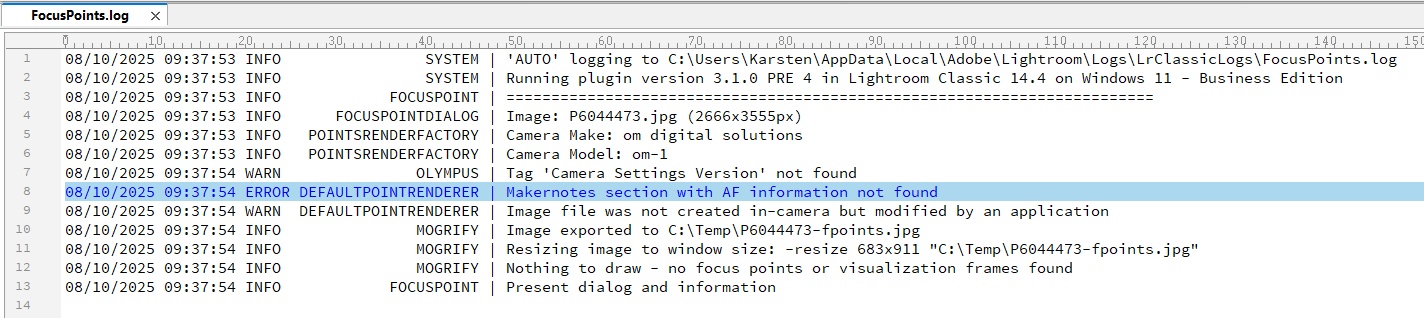 FocusPoints.log ×
0 10 20 30 40 50 60 70 80 90 100 110 120 130 140 150
1 08/10/2025 09:37:53 INFO SYSTEM | 'AUTO' logging to C:\Users\Karsten\AppData\Local\Adobe\Lightroom\Logs\LrClassicLogs\FocusPoints.log
2 08/10/2025 09:37:53 INFO SYSTEM | Running plugin version 3.1.0 PRE 4 in Lightroom Classic 14.4 on Windows 11 - Business Edition
3 08/10/2025 09:37:53 INFO FOCUSPOINT | ========================================================================
4 08/10/2025 09:37:53 INFO FOCUSPOINTDIALOG | Image: P6044473.jpg (2666x3555px)
5 08/10/2025 09:37:53 INFO POINTSRENDERFACTORY | Camera Make: om digital solutions
6 08/10/2025 09:37:53 INFO POINTSRENDERFACTORY | Camera Model: om-1
7 08/10/2025 09:37:54 WARN OLYMPUS | Tag 'Camera Settings Version' not found
8 08/10/2025 09:37:54 ERROR DEFAULTPOINTRENDERER | Makernotes section with AF information not found
9 08/10/2025 09:37:54 WARN DEFAULTPOINTRENDERER | Image file was not created in-camera but modified by an application
10 08/10/2025 09:37:54 INFO MOGRIFY | Image exported to C:\Temp\P6044473-fpoints.jpg
11 08/10/2025 09:37:54 INFO MOGRIFY | Resizing image to window size: -resize 683x911 "C:\Temp\P6044473-fpoints.jpg"
12 08/10/2025 09:37:54 INFO MOGRIFY | Nothing to draw - no focus points or visualization frames found
13 08/10/2025 09:37:54 INFO FOCUSPOINT | Present dialog and information
14